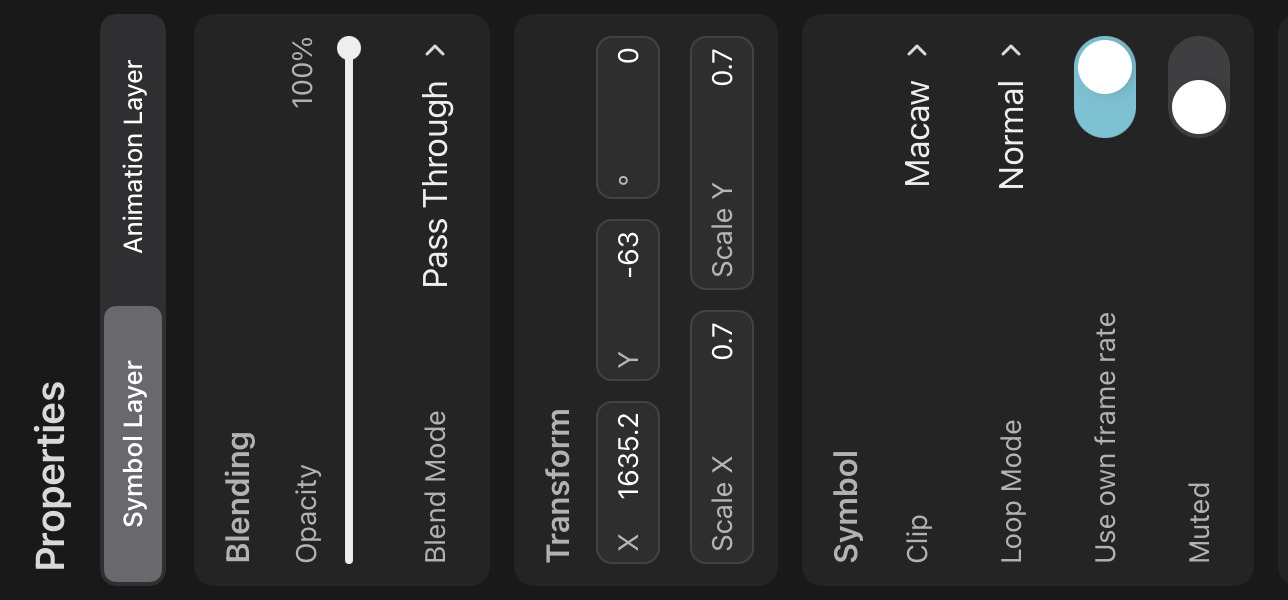 Properties
Symbol Layer Animation Layer
Blending
Opacity 100%
Blend Mode Pass Through
Transform
X 1635.2 Y -63 ° 0
Scale X 0.7 Scale Y 0.7
Symbol
Clip Macaw
Loop Mode Normal
Use own frame rate
Muted